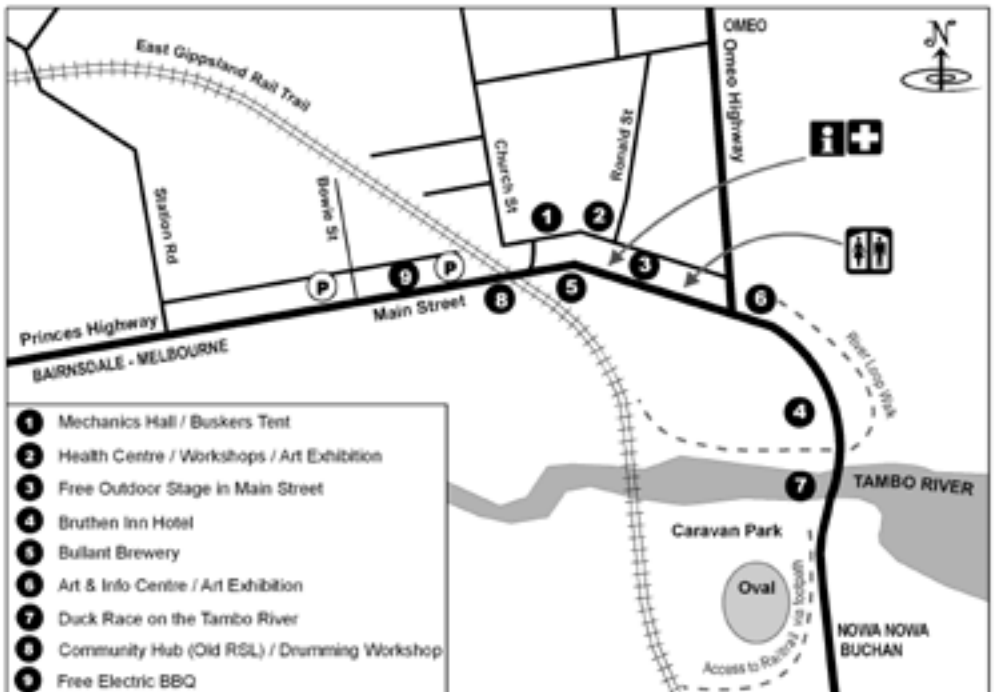 OMEO
N
East Gippsland Rail Trail
Omeo Highway
i
Ronald St
Church St
Bowie St
Station Rd
1
2
3
P
9
P
8
5
6
Main Street
Princes Highway
BAIRNSDALE - MELBOURNE
River Loop Walk
4
7
TAMBO RIVER
Caravan Park
Oval
Access to Railtrail via footpath
NOWA NOWA
BUCHAN
1 Mechanics Hall / Buskers Tent
2 Health Centre / Workshops / Art Exhibition
3 Free Outdoor Stage in Main Street
4 Bruthen Inn Hotel
5 Bullant Brewery
6 Art & Info Centre / Art Exhibition
7 Duck Race on the Tambo River
8 Community Hub (Old RSL) / Drumming Workshop
9 Free Electric BBQ